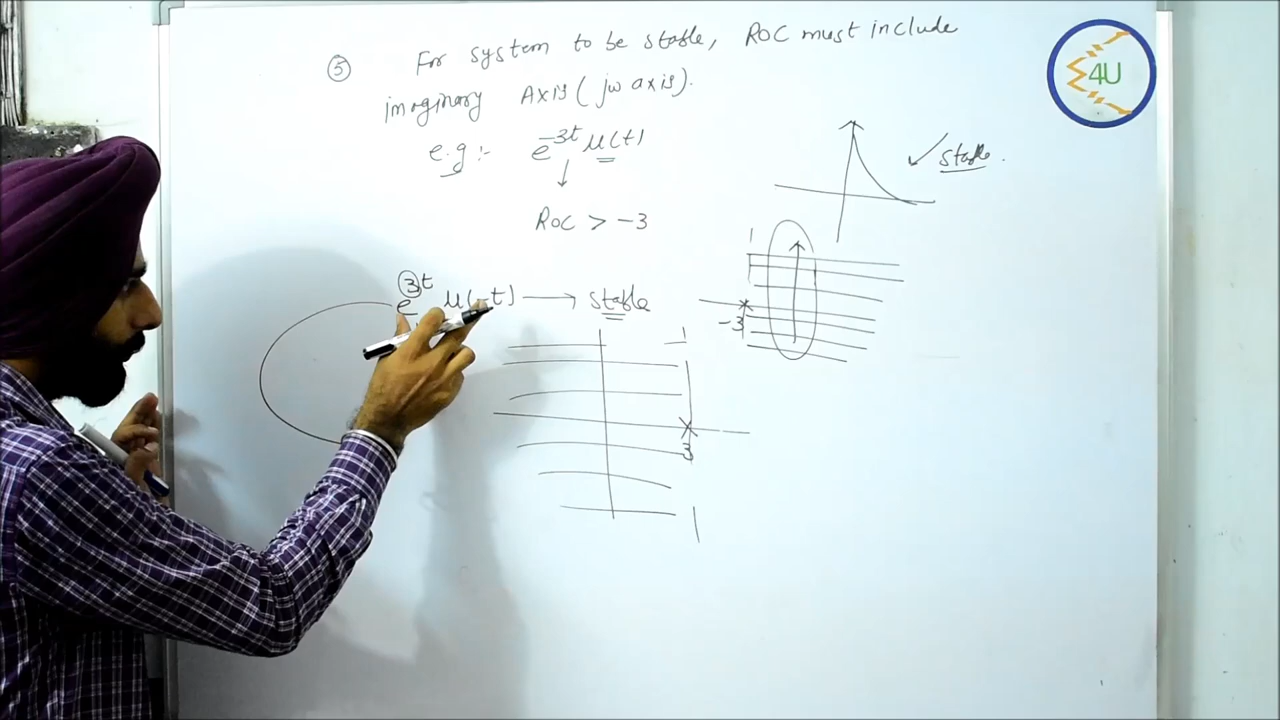 ⑤ For system to be stable, ROC must include
imaginary Axis (jω axis).
e.g :- e^-3t u(t)
↓
ROC > -3
✓ stable.
e^3t u(-t) → stable
-3
3
4U